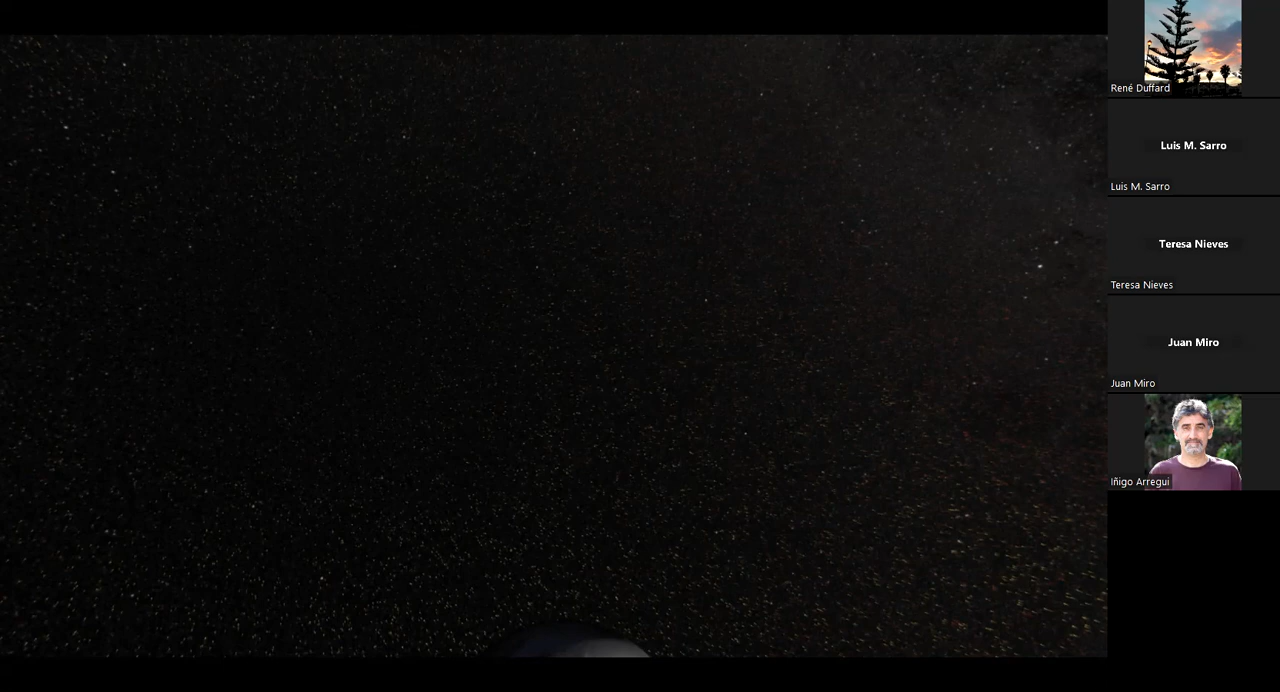 René Duffard
Luis M. Sarro
Luis M. Sarro
Teresa Nieves
Teresa Nieves
Juan Miro
Juan Miro
Iñigo Arregui